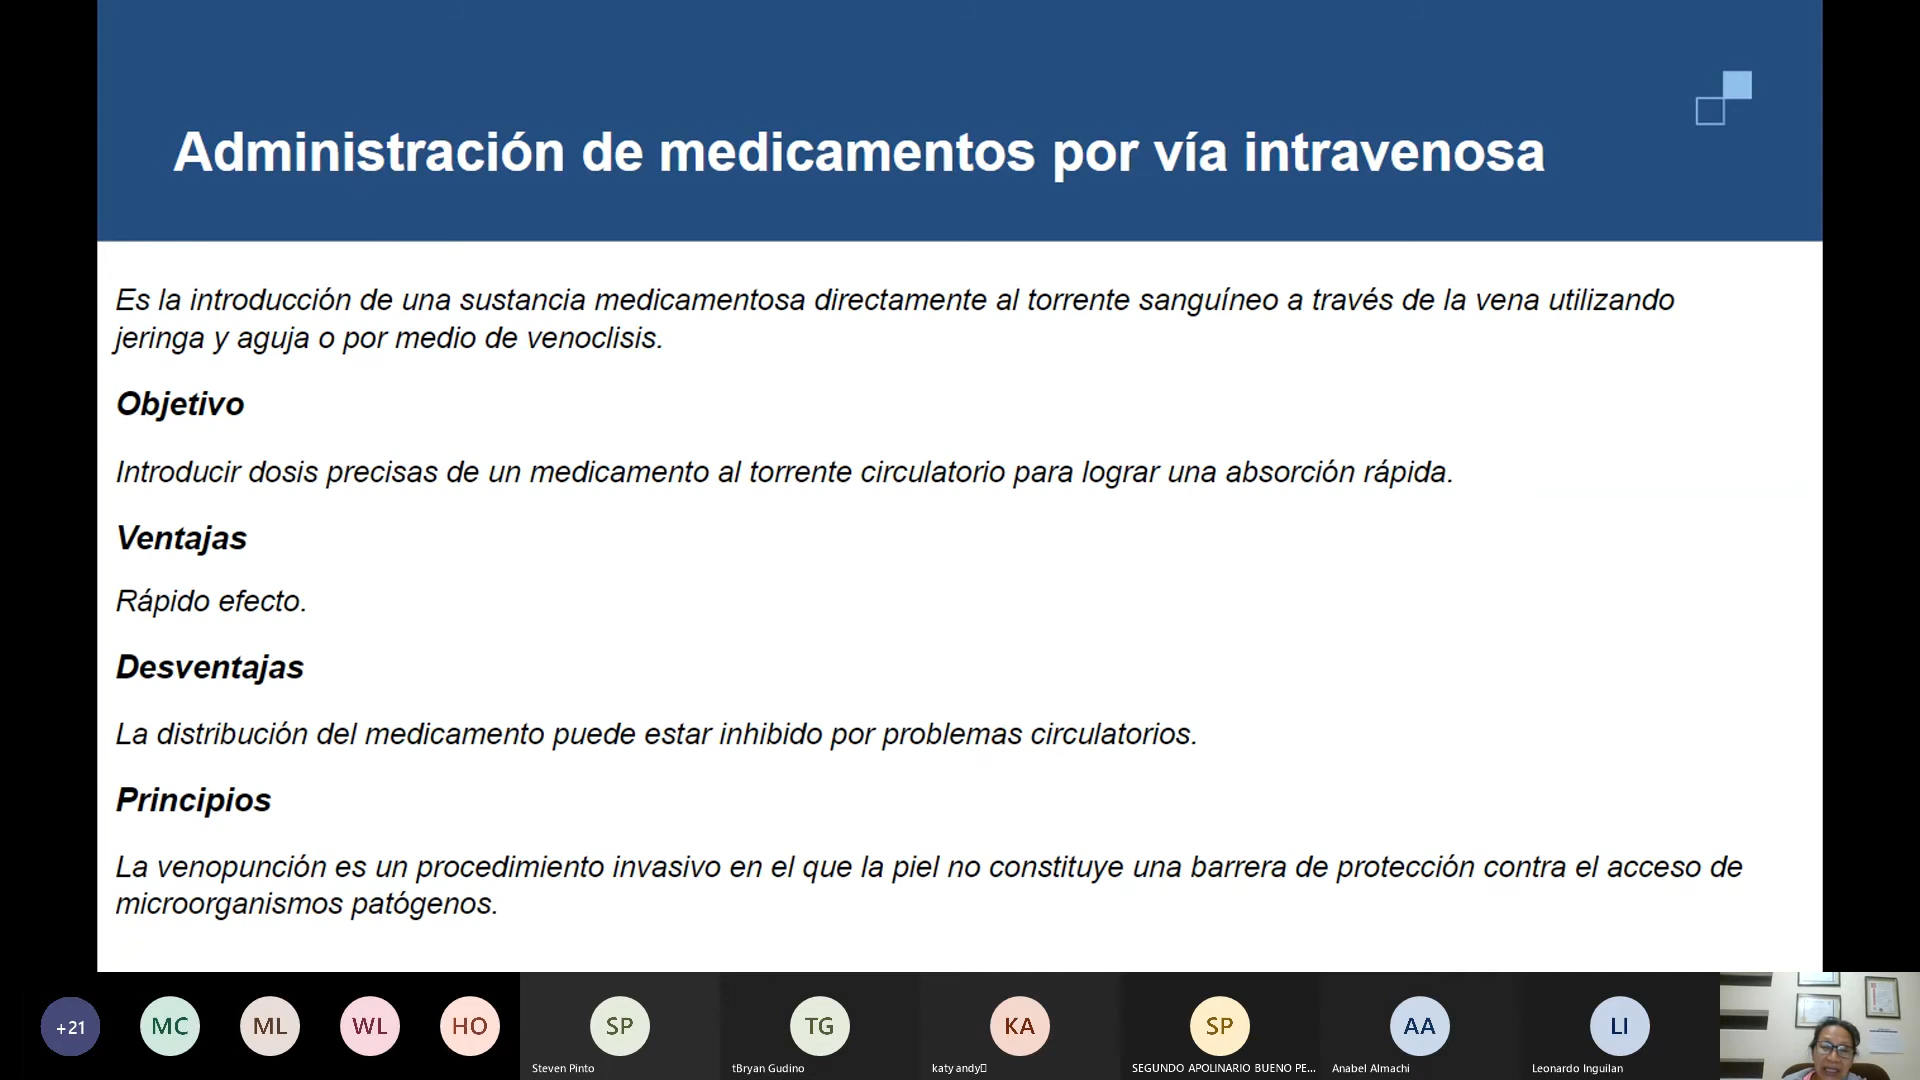 Administración de medicamentos por vía intravenosa
Es la introducción de una sustancia medicamentosa directamente al torrente sanguíneo a través de la vena utilizando
jeringa y aguja o por medio de venoclisis.
Objetivo
Introducir dosis precisas de un medicamento al torrente circulatorio para lograr una absorción rápida.
Ventajas
Rápido efecto.
Desventajas
La distribución del medicamento puede estar inhibido por problemas circulatorios.
Principios
La venopunción es un procedimiento invasivo en el que la piel no constituye una barrera de protección contra el acceso de
microorganismos patógenos.
+21
MC
ML
WL
HO
SP
TG
KA
SP
AA
LI
Steven Pinto
tBryan Gudino
katy andy
SEGUNDO APOLINARIO BUENO PE...
Anabel Almachi
Leonardo Inguilan